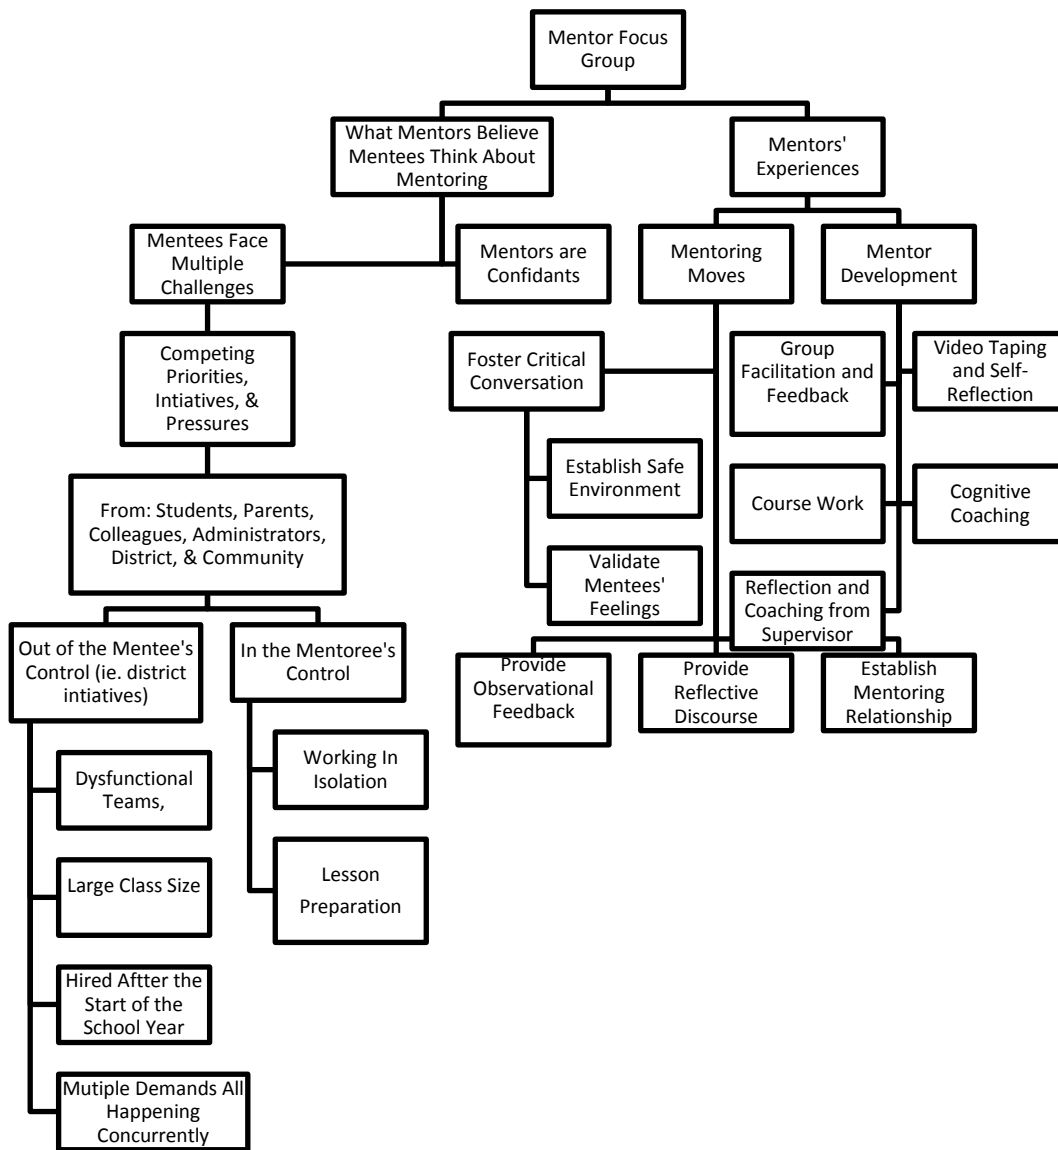 Mentor Focus
Group
What Mentors Believe
Mentees Think About
Mentoring
Mentors'
Experiences
Mentees Face
Multiple
Challenges
Mentors are
Confidants
Mentoring
Moves
Mentor
Development
Competing
Priorities,
Intiatives, &
Pressures
Foster Critical
Conversation
Group
Facilitation and
Feedback
Video Taping
and Self-
Reflection
Establish Safe
Environment
Course Work
Cognitive
Coaching
From: Students, Parents,
Colleagues, Administrators,
District, & Community
Validate
Mentees'
Feelings
Reflection and
Coaching from
Supervisor
Out of the Mentee's
Control (ie. district
intiatives)
In the Mentoree's
Control
Provide
Observational
Feedback
Provide
Reflective
Discourse
Establish
Mentoring
Relationship
Dysfunctional
Teams,
Working In
Isolation
Large Class Size
Lesson
Preparation
Hired Aftter the
Start of the
School Year
Mutiple Demands All
Happening
Concurrently